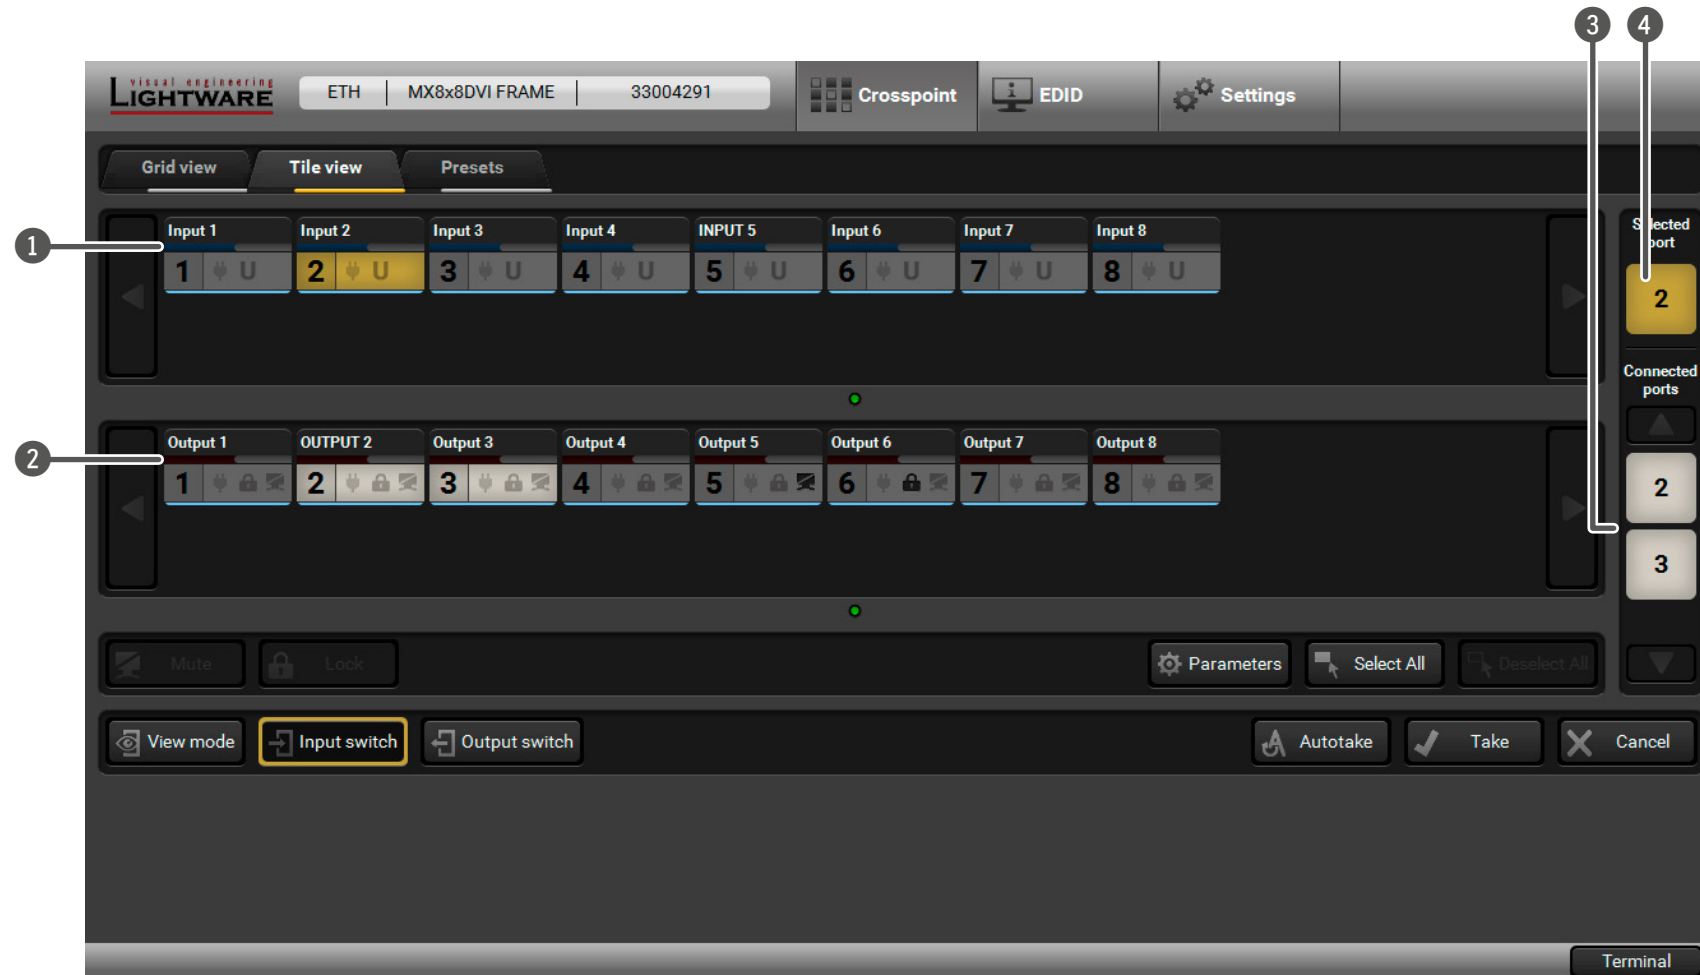 3 4
visual engineering
LIGHTWARE
ETH | MX8x8DVI FRAME | 33004291
Crosspoint
EDID
Settings
Grid view
Tile view
Presets
1
Input 1 Input 2 Input 3 Input 4 INPUT 5 Input 6 Input 7 Input 8
1 U 2 U 3 U 4 U 5 U 6 U 7 U 8 U
Selected
port
2
Connected
ports
2
3
2
Output 1 OUTPUT 2 Output 3 Output 4 Output 5 Output 6 Output 7 Output 8
1 2 3 4 5 6 7 8
Mute
Lock
Parameters
Select All
Deselect All
View mode
Input switch
Output switch
Autotake
Take
Cancel
Terminal